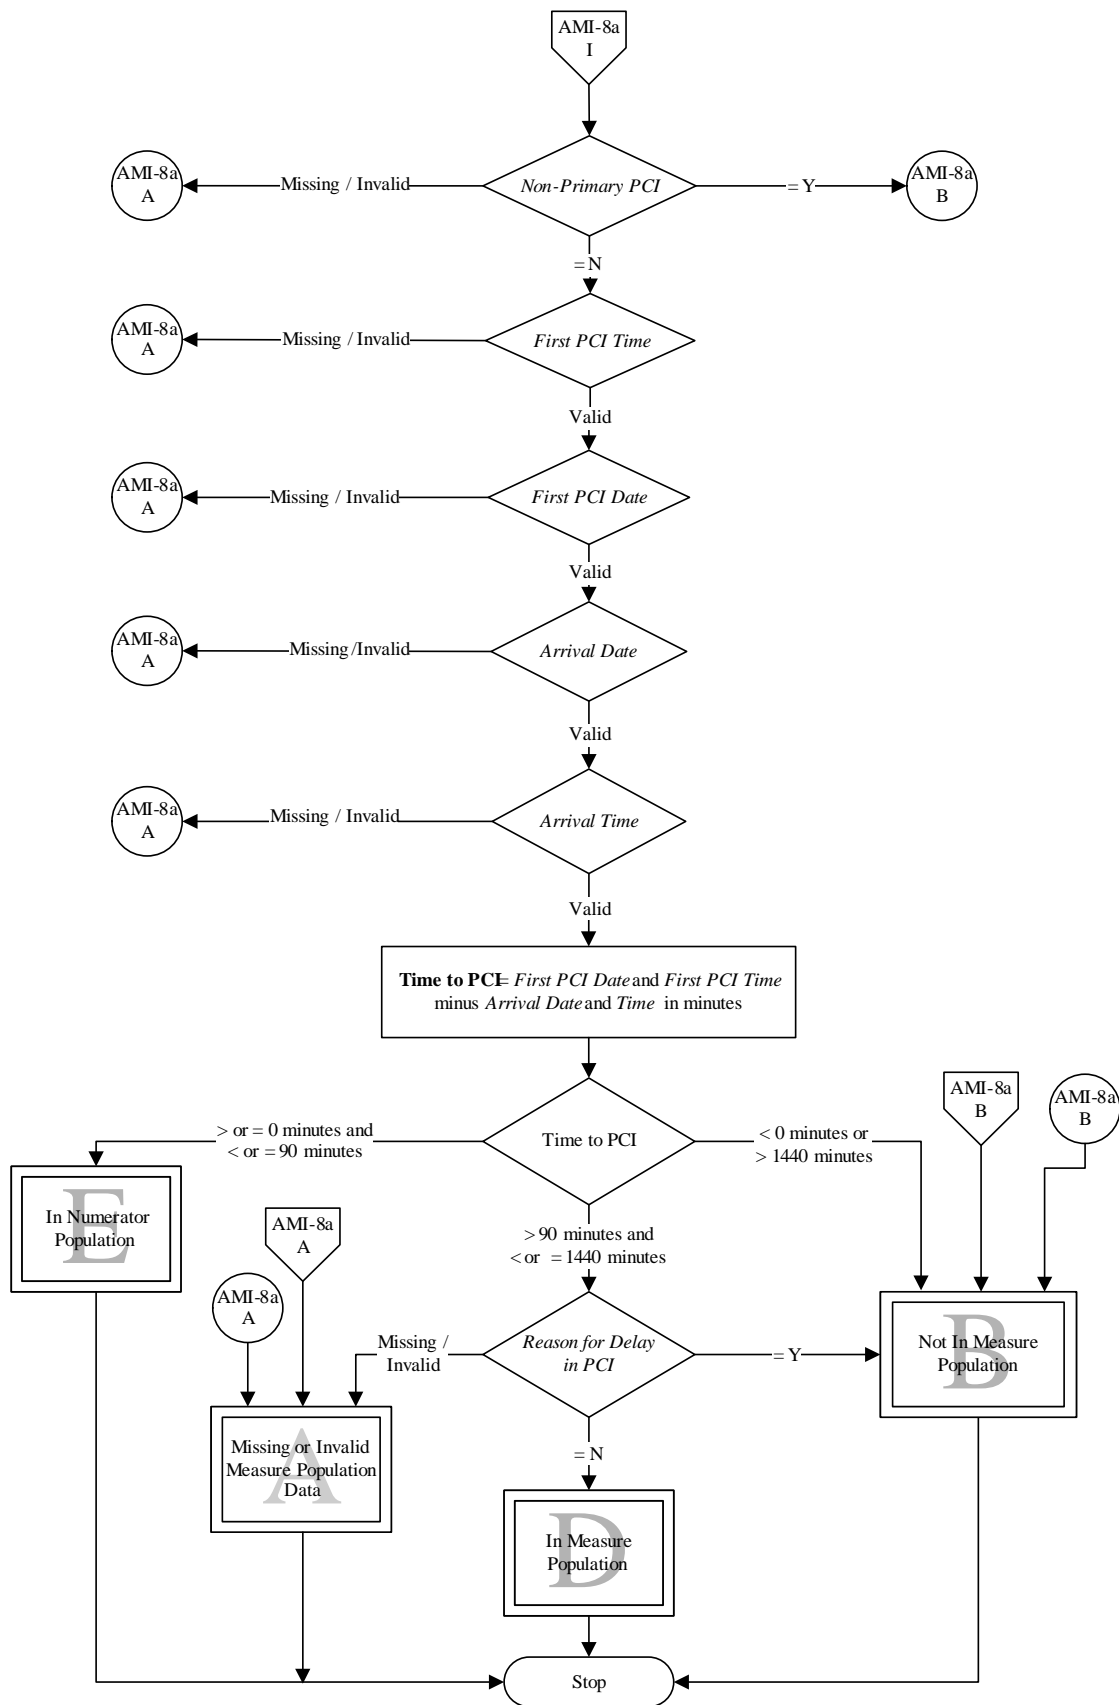 AMI-8a
I
AMI-8a
A
Missing / Invalid
Non-Primary PCI
= Y
AMI-8a
B
= N
AMI-8a
A
Missing / Invalid
First PCI Time
Valid
AMI-8a
A
Missing / Invalid
First PCI Date
Valid
AMI-8a
A
Missing /Invalid
Arrival Date
Valid
AMI-8a
A
Missing / Invalid
Arrival Time
Valid
Time to PCI= First PCI Date and First PCI Time
minus Arrival Date and Time in minutes
AMI-8a
B
AMI-8a
B
> or = 0 minutes and
< or = 90 minutes
Time to PCI
< 0 minutes or
> 1440 minutes
E
In Numerator
Population
AMI-8a
A
> 90 minutes and
< or = 1440 minutes
AMI-8a
A
Missing /
Invalid
Reason for Delay
in PCI
= Y
B
Not In Measure
Population
A
Missing or Invalid
Measure Population
Data
= N
D
In Measure
Population
Stop